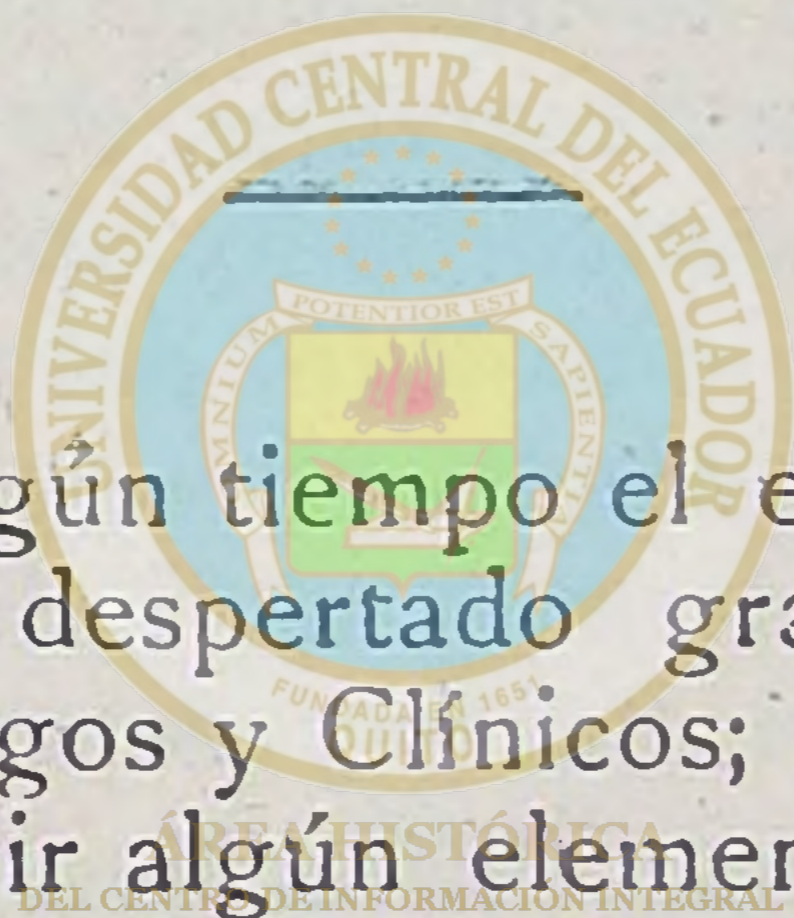 UNIVERSIDAD CENTRAL DEL ECUADOR
POTENTIOR EST
OMNIUM SAPIENTIA
gún tiempo el e
despertado gra
FUNDADA EN 1651
gos y Clínicos;
QUITO
ir algún elemen
ÁREA HISTÓRICA
DEL CENTRO DE INFORMACIÓN INTEGRAL